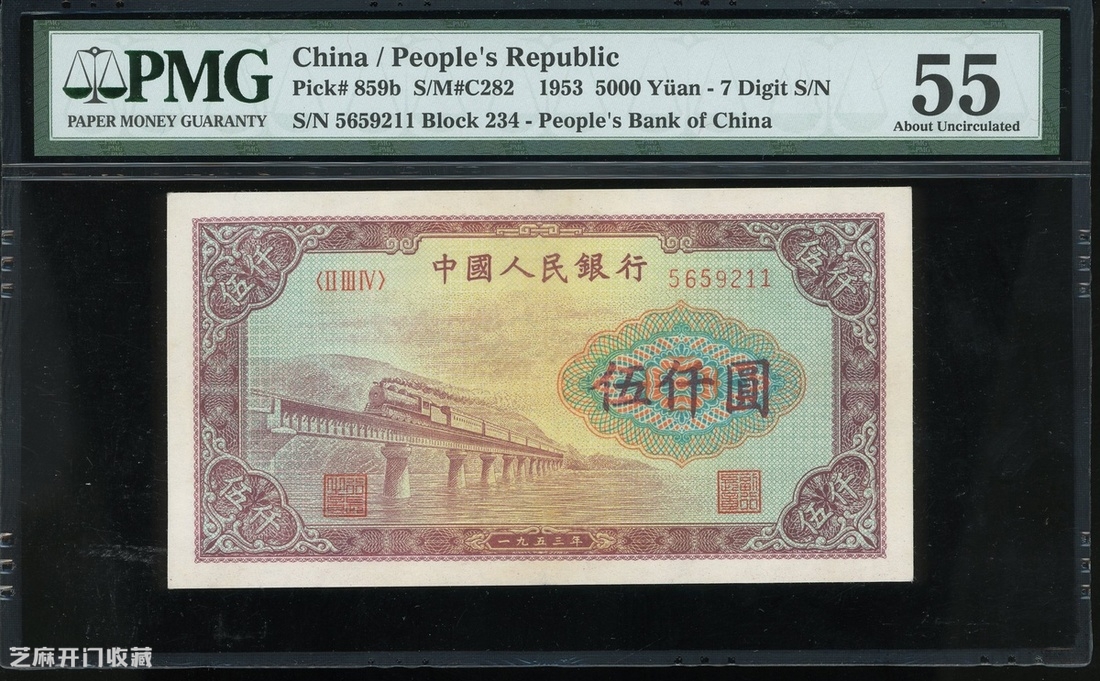 PMG
PAPER MONEY GUARANTY
China / People's Republic
Pick# 859b S/M#C282 1953 5000 Yüan - 7 Digit S/N
S/N 5659211 Block 234 - People's Bank of China
55
About Uncirculated
伍仟
中國人民銀行
伍仟
〈II III IV〉
5659211
伍仟圓
伍仟
伍仟
一九五三年
芝麻开门收藏